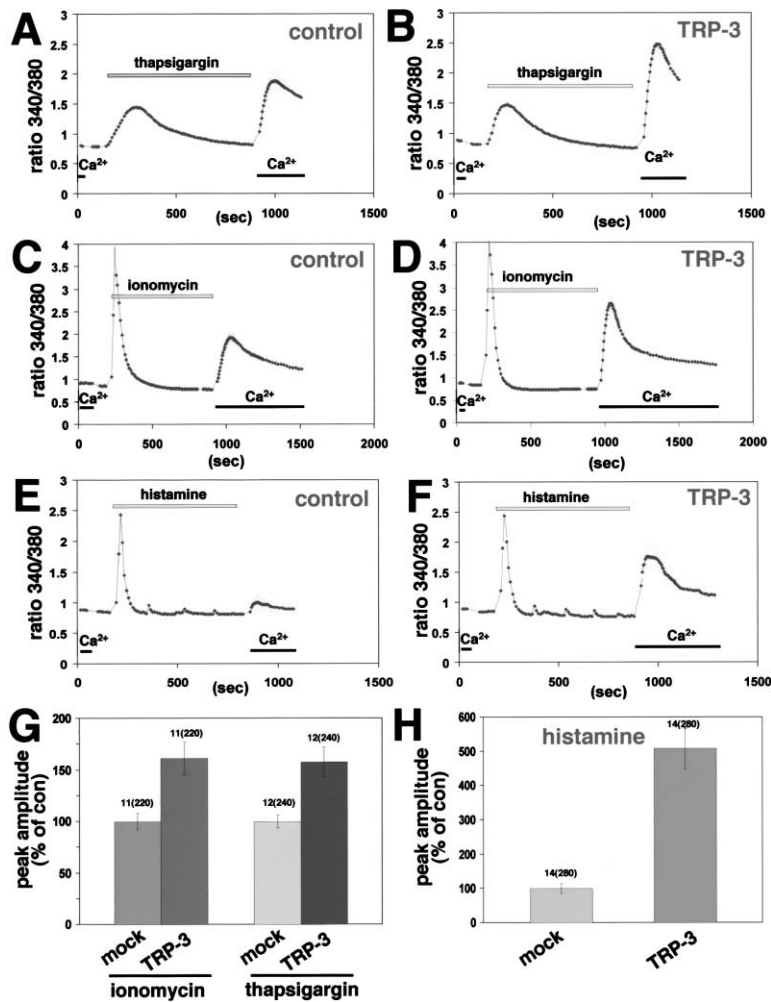 A
control
3
2.5
2
1.5
1
0.5
0
ratio 340/380
thapsigargin
Ca2+
Ca2+
0
500
1000
1500
(sec)
B
TRP-3
3
2.5
2
1.5
1
0.5
0
ratio 340/380
thapsigargin
Ca2+
Ca2+
0
500
1000
1500
(sec)
C
control
4
3.5
3
2.5
2
1.5
1
0.5
0
ratio 340/380
ionomycin
Ca2+
Ca2+
0
500
1000
1500
2000
(sec)
D
TRP-3
4
3.5
3
2.5
2
1.5
1
0.5
0
ratio 340/380
ionomycin
Ca2+
Ca2+
0
500
1000
1500
2000
(sec)
E
control
3
2.5
2
1.5
1
0.5
0
ratio 340/380
histamine
Ca2+
Ca2+
0
500
1000
1500
(sec)
F
TRP-3
3
2.5
2
1.5
1
0.5
0
ratio 340/380
histamine
Ca2+
Ca2+
0
500
1000
1500
(sec)
G
200
150
100
50
0
peak amplitude
(% of con)
11(220)
11(220)
12(240)
12(240)
mock
TRP-3
mock
TRP-3
ionomycin
thapsigargin
H
histamine
600
500
400
300
200
100
0
peak amplitude
(% of con)
14(280)
14(280)
mock
TRP-3